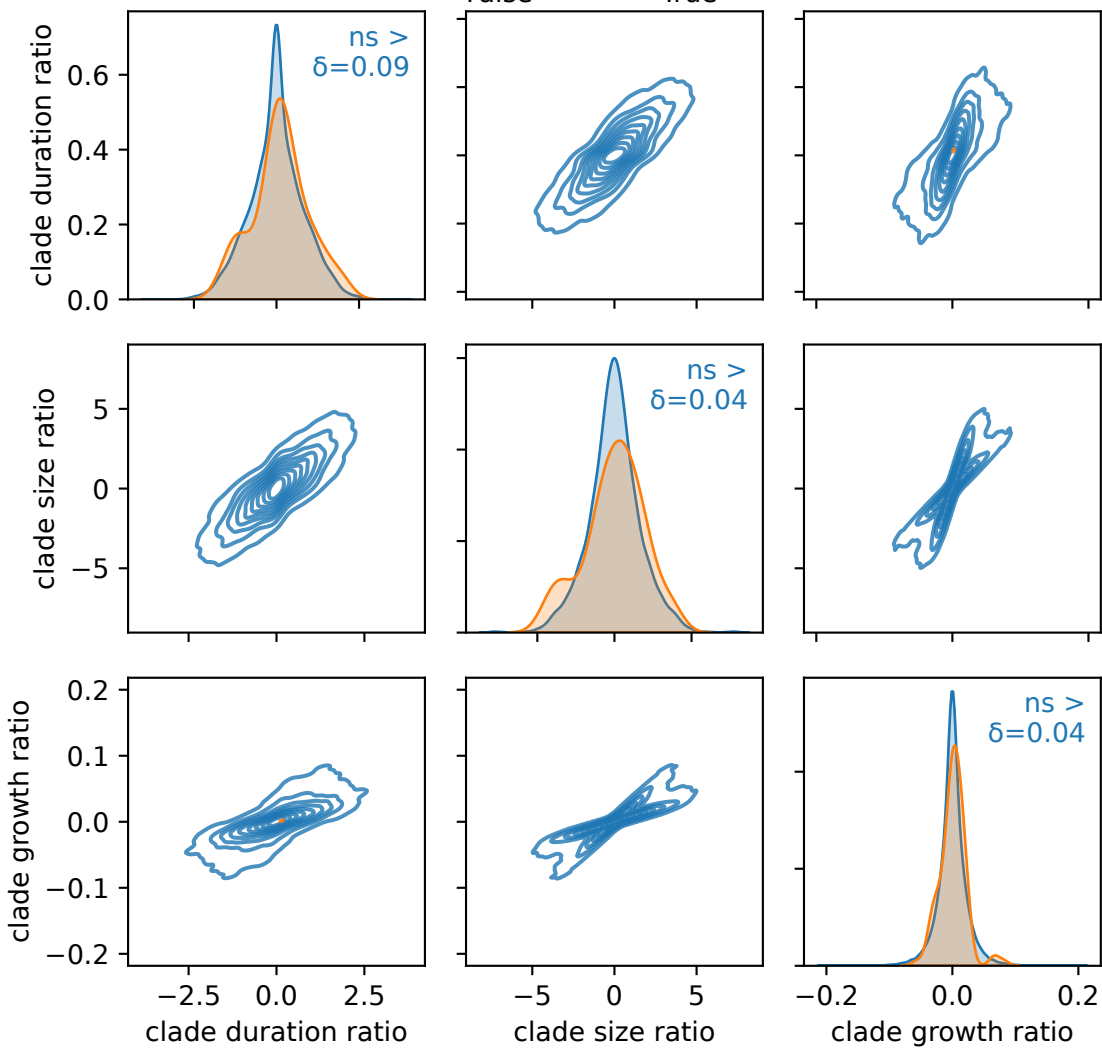 clade duration ratio
0.6
0.4
0.2
0.0
ns >
δ=0.09
clade size ratio
5
0
−5
ns >
δ=0.04
clade growth ratio
0.2
0.1
0.0
−0.1
−0.2
ns >
δ=0.04
−2.5 0.0 2.5
clade duration ratio
−5 0 5
clade size ratio
−0.2 0.0 0.2
clade growth ratio